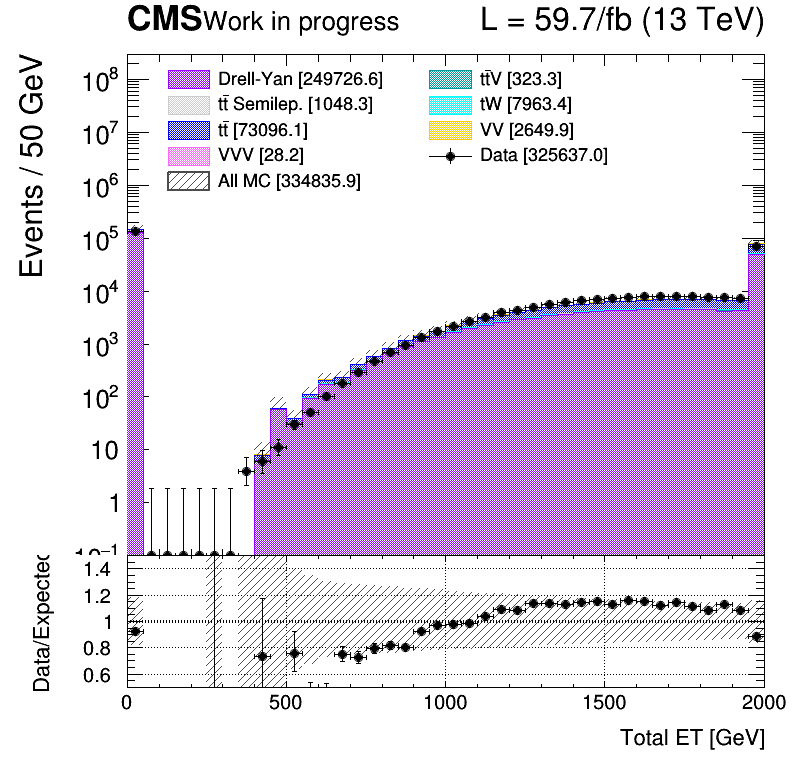 CMS Work in progress L = 59.7/fb (13 TeV)
Events / 50 GeV
Drell-Yan [249726.6]
tt̄ Semilep. [1048.3]
tt̄ [73096.1]
VVV [28.2]
All MC [334835.9]
tt̄V [323.3]
tW [7963.4]
VV [2649.9]
Data [325637.0]
10⁸
10⁷
10⁶
10⁵
10⁴
10³
10²
10
1
10⁻¹
Data/Expected
1.4
1.2
1
0.8
0.6
0 500 1000 1500 2000
Total ET [GeV]